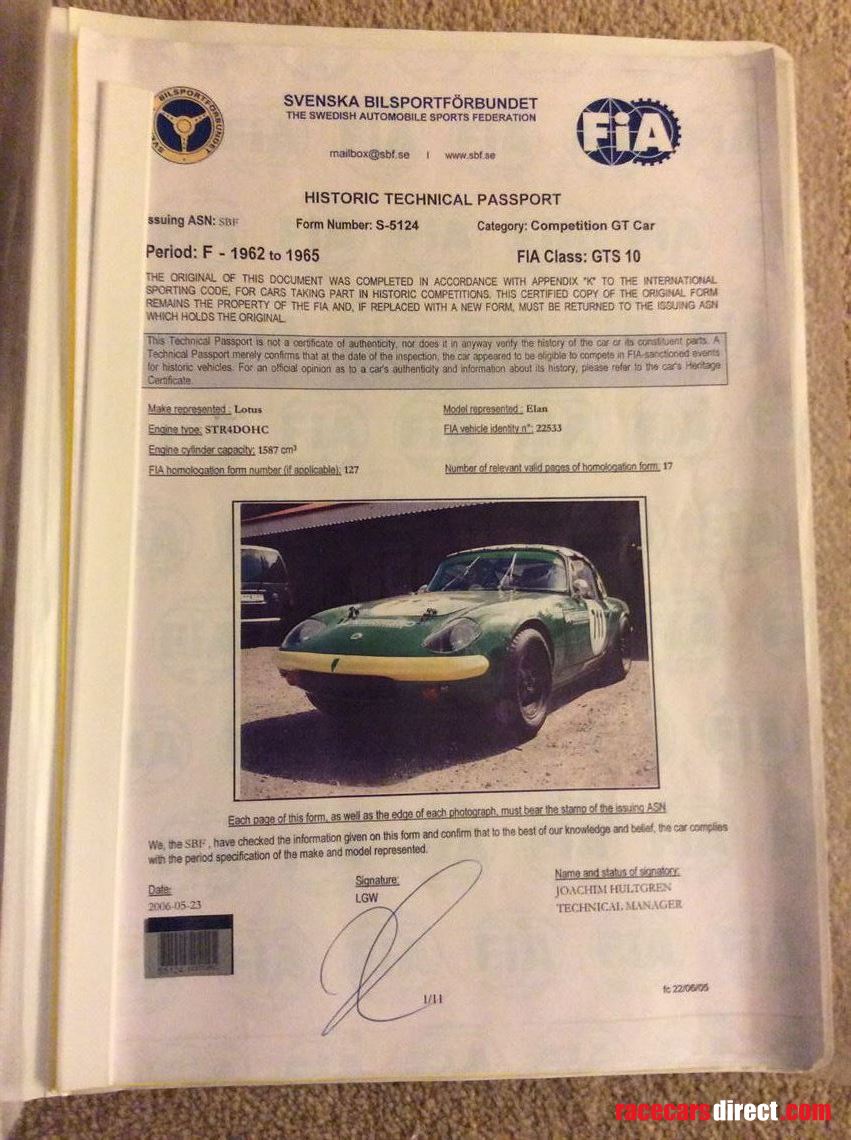 BILSPORTFÖRBUNDET
SVENSKA BILSPORTFÖRBUNDET
THE SWEDISH AUTOMOBILE SPORTS FEDERATION
mailbox@sbf.se I www.sbf.se
FiA
HISTORIC TECHNICAL PASSPORT
Issuing ASN: SBF Form Number: S-5124 Category: Competition GT Car
Period: F - 1962 to 1965 FIA Class: GTS 10
THE ORIGINAL OF THIS DOCUMENT WAS COMPLETED IN ACCORDANCE WITH APPENDIX "K" TO THE INTERNATIONAL
SPORTING CODE, FOR CARS TAKING PART IN HISTORIC COMPETITIONS. THIS CERTIFIED COPY OF THE ORIGINAL FORM
REMAINS THE PROPERTY OF THE FIA AND, IF REPLACED WITH A NEW FORM, MUST BE RETURNED TO THE ISSUING ASN
WHICH HOLDS THE ORIGINAL.
This Technical Passport is not a certificate of authenticity, nor does it in anyway verify the history of the car or its constituent parts. A
Technical Passport merely confirms that at the date of the inspection, the car appeared to be eligible to compete in FIA-sanctioned events
for historic vehicles. For an official opinion as to a car's authenticity and information about its history, please refer to the car's Heritage
Certificate.
Make represented : Lotus Model represented : Elan
Engine type: STR4DOHC FIA vehicle identity n°: 22533
Engine cylinder capacity: 1587 cm³
FIA homologation form number (if applicable): 127 Number of relevant valid pages of homologation form: 17
Each page of this form, as well as the edge of each photograph, must bear the stamp of the issuing ASN
We, the SBF , have checked the information given on this form and confirm that to the best of our knowledge and belief, the car complies
with the period specification of the make and model represented.
Date: Signature: Name and status of signatory:
2006-05-23 LGW JOACHIM HULTGREN
TECHNICAL MANAGER
1/11
fc 22/06/05
racecarsdirect.com